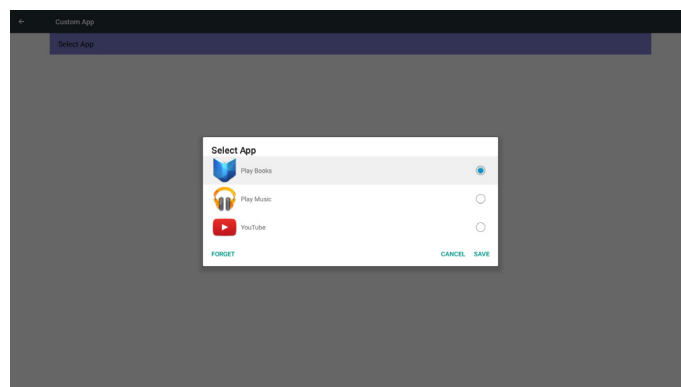 Custom App
Select App
Select App
Play Books
Play Music
YouTube
FORGET CANCEL SAVE